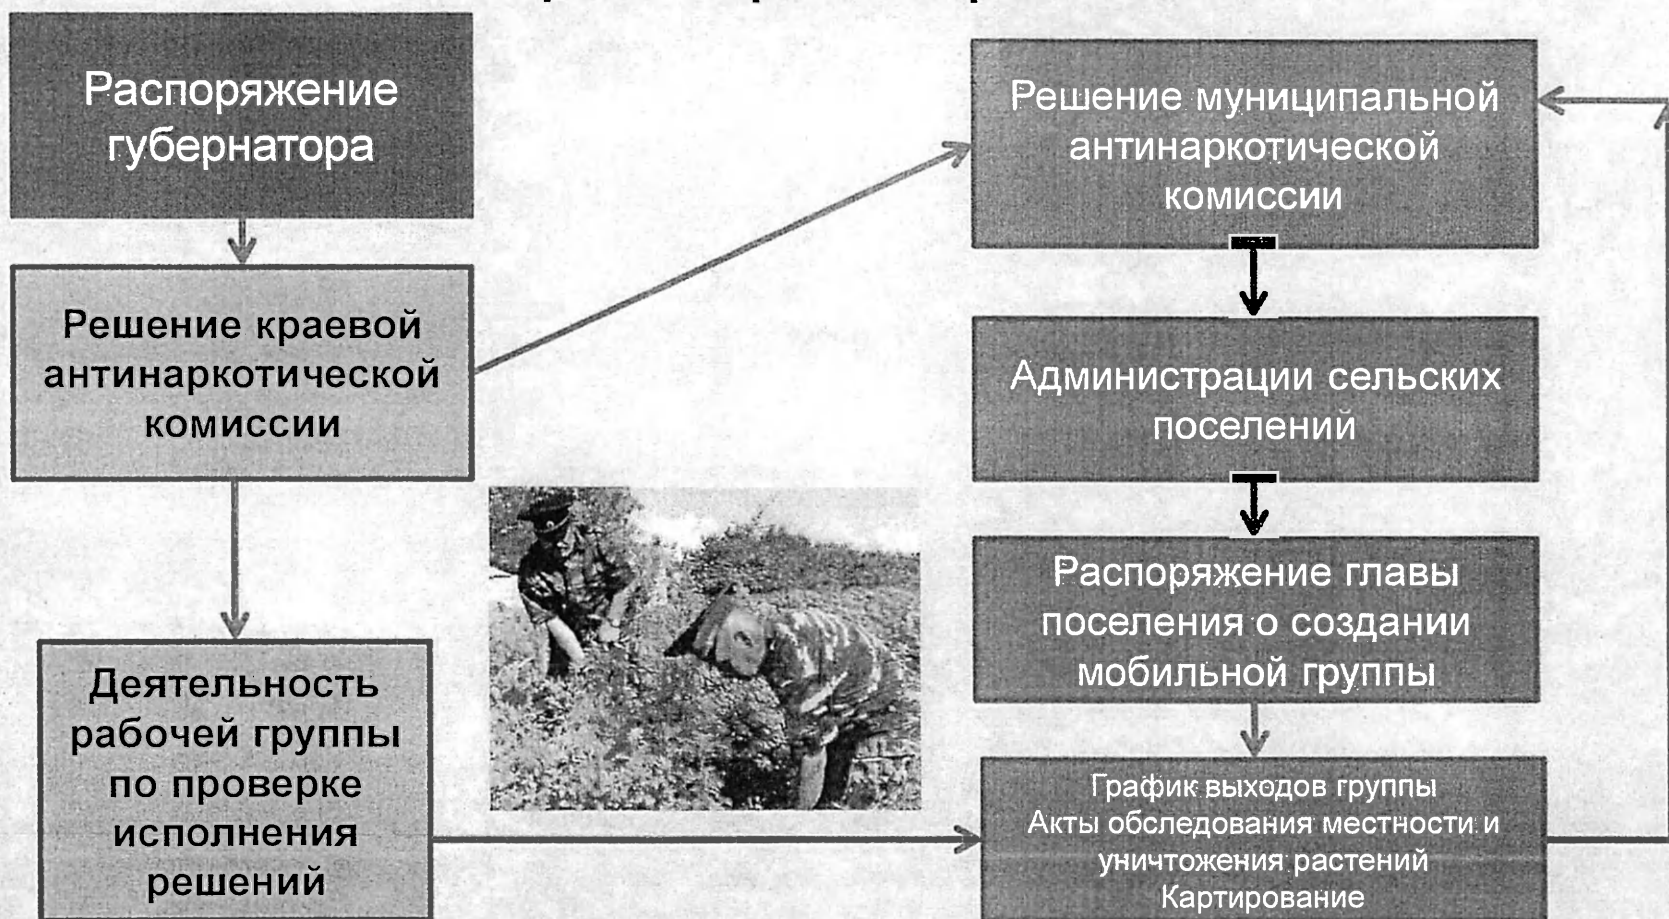 Распоряжение
губернатора
Решение краевой
антинаркотической
комиссии
Деятельность
рабочей группы
по проверке
исполнения
решений
Решение муниципальной
антинаркотической
комиссии
Администрации сельских
поселений
Распоряжение главы
поселения о создании
мобильной группы
График выходов группы
Акты обследования местности и
уничтожения растений
Картирование